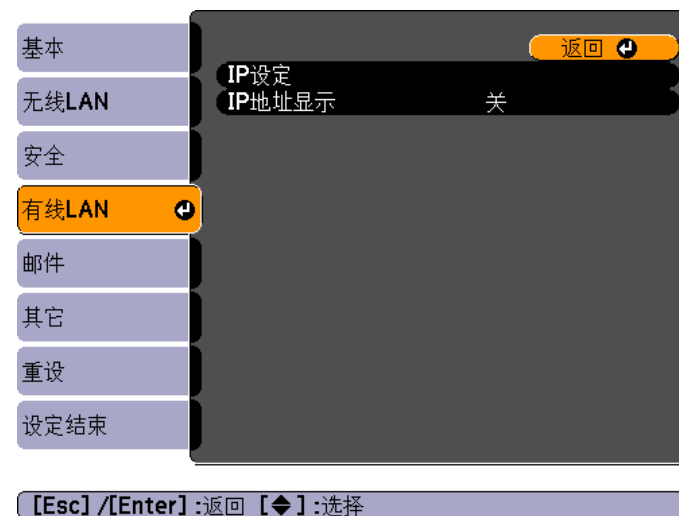 基本
无线LAN
安全
有线LAN
邮件
其它
重设
设定结束
返回
IP设定
IP地址显示 关
[Esc] /[Enter] :返回 [◆] :选择